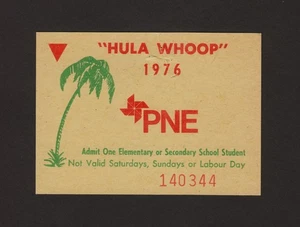 "HULA WHOOP"
1976
PNE
Admit One Elementary or Secondary School Student
Not Valid Saturdays, Sundays or Labour Day
140344